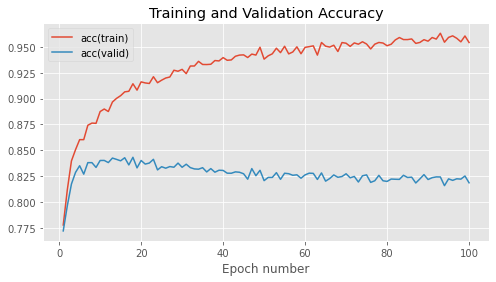 Training and Validation Accuracy
acc(train)
acc(valid)
0.950
0.925
0.900
0.875
0.850
0.825
0.800
0.775
0 20 40 60 80 100
Epoch number